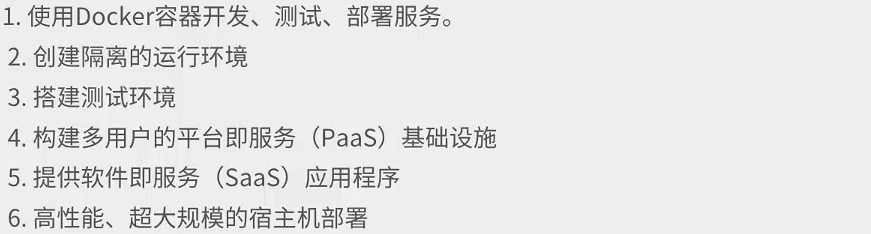 1. 使用Docker容器开发、测试、部署服务。
2. 创建隔离的运行环境
3. 搭建测试环境
4. 构建多用户的平台即服务（PaaS）基础设施
5. 提供软件即服务（SaaS）应用程序
6. 高性能、超大规模的宿主机部署